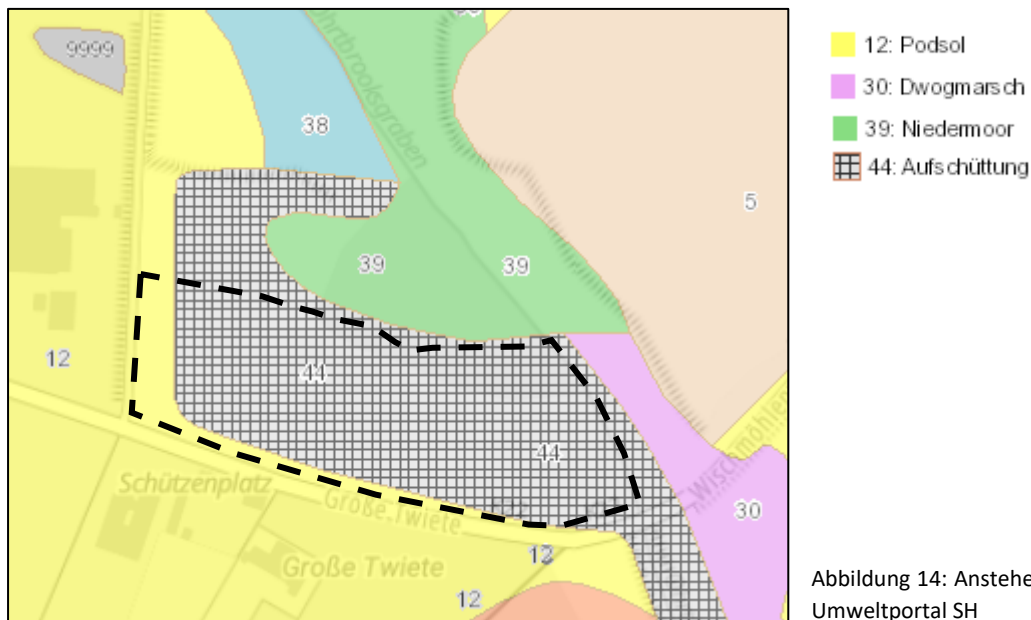 9999
38
12: Podsol
30: Dwogmarsch
39: Niedermoor
44: Aufschüttung
5
39
39
12
44
44
Schützenplatz
Große Twiete
30
12
Große Twiete
12
Abbildung 14: Anstehe
Umweltportal SH